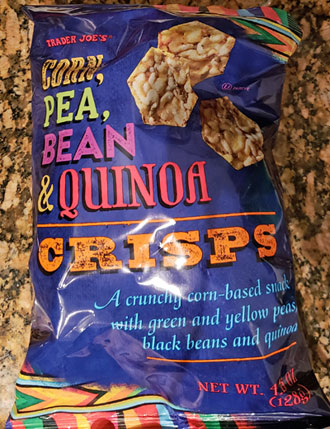 TRADER JOE'S
CORN,
PEA,
BEAN
& QUINOA
CRISPS
A crunchy corn-based snack
with green and yellow peas,
black beans and quinoa
NET WT.